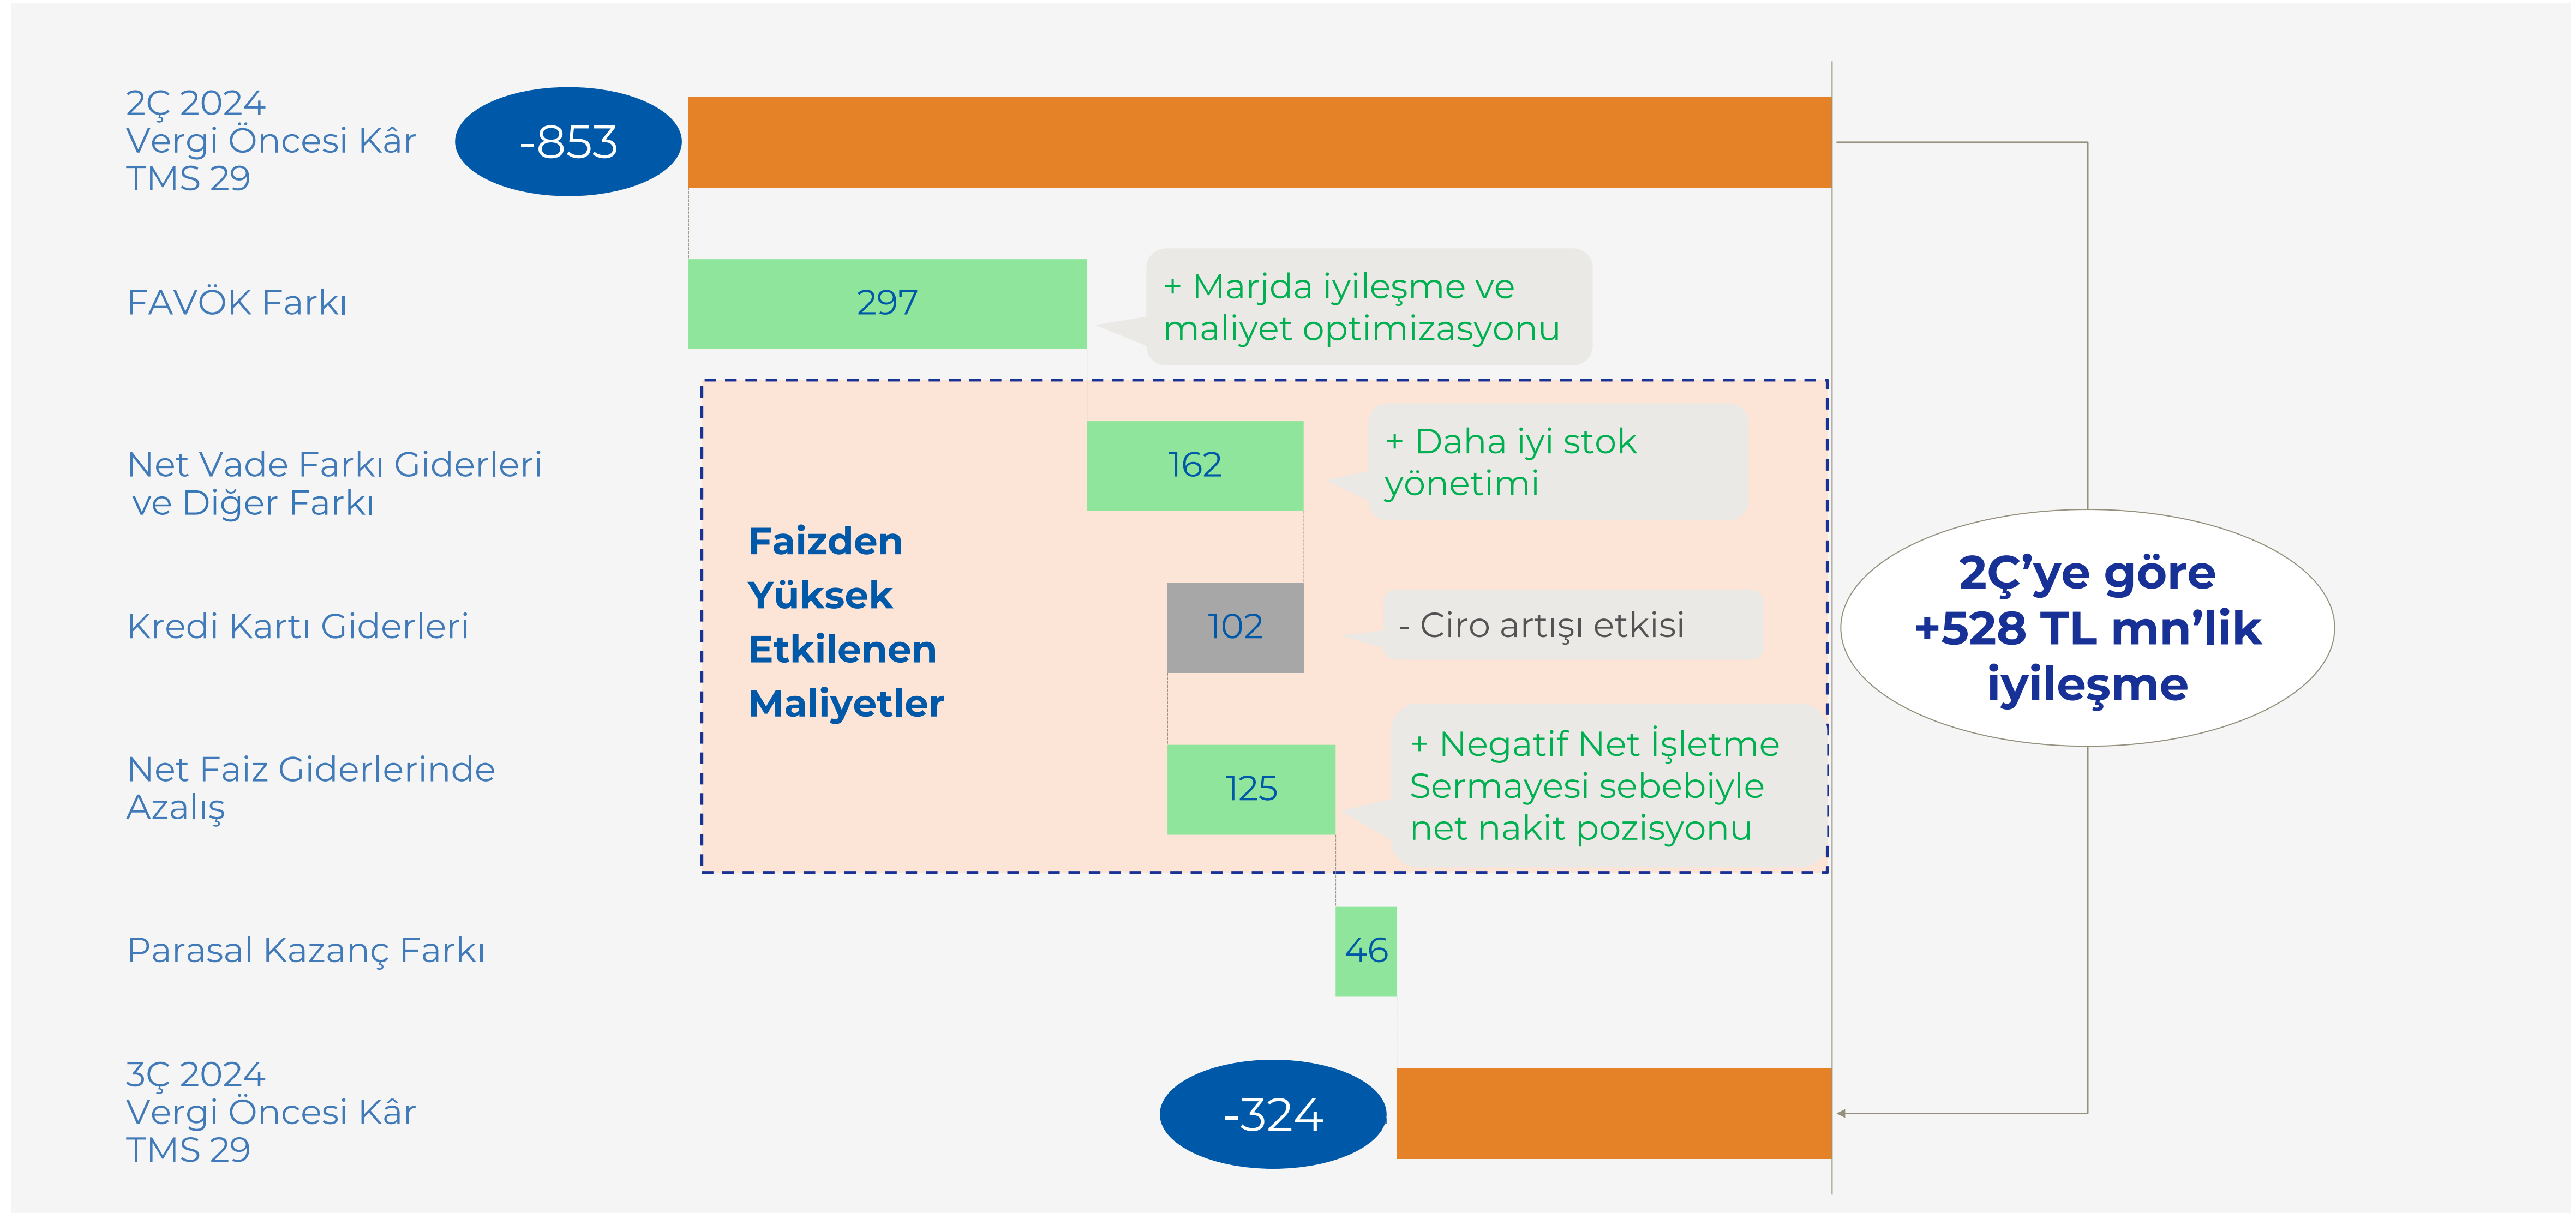 2Ç 2024
Vergi Öncesi Kâr
TMS 29
-853
FAVÖK Farkı
297
+ Marjda iyileşme ve
maliyet optimizasyonu
Net Vade Farkı Giderleri
ve Diğer Farkı
162
+ Daha iyi stok
yönetimi
Faizden
Yüksek
Etkilenen
Maliyetler
Kredi Kartı Giderleri
102
- Ciro artışı etkisi
2Ç’ye göre
+528 TL mn’lik
iyileşme
Net Faiz Giderlerinde
Azalış
125
+ Negatif Net İşletme
Sermayesi sebebiyle
net nakit pozisyonu
Parasal Kazanç Farkı
46
3Ç 2024
Vergi Öncesi Kâr
TMS 29
-324